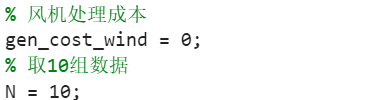 % 风机处理成本
gen_cost_wind = 0;
% 取10组数据
N = 10;